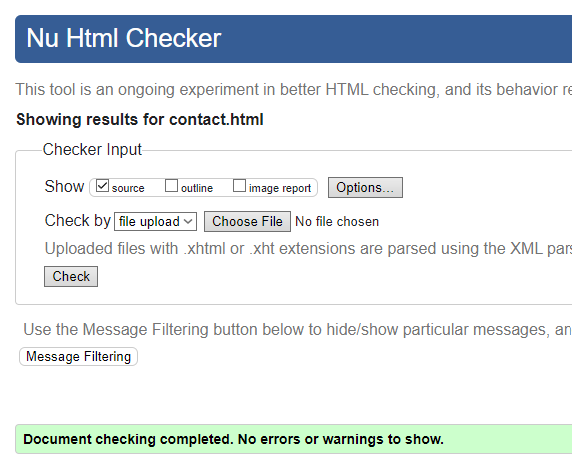 Nu Html Checker
This tool is an ongoing experiment in better HTML checking, and its behavior re
Showing results for contact.html
Checker Input
Show source outline image report Options...
Check by file upload Choose File No file chosen
Uploaded files with .xhtml or .xht extensions are parsed using the XML pars
Check
Use the Message Filtering button below to hide/show particular messages, an
Message Filtering
Document checking completed. No errors or warnings to show.